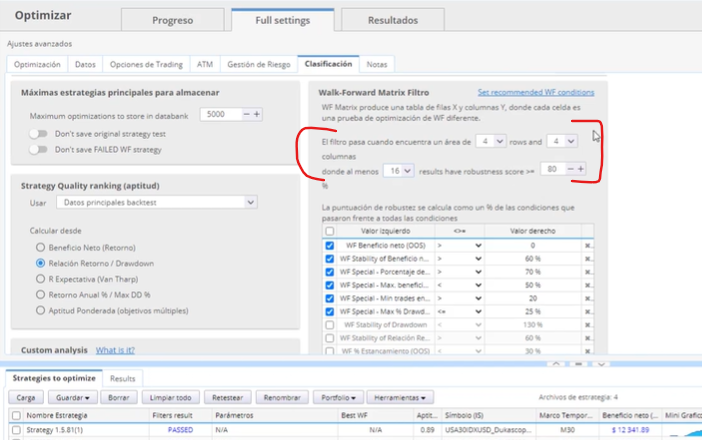 Optimizar
Progreso
Full settings
Resultados
Ajustes avanzados
Optimización
Datos
Opciones de Trading
ATM
Gestión de Riesgo
Clasificación
Notas
Máximas estrategias principales para almacenar
Maximum optimizations to store in databank
5000
Don't save original strategy test
Don't save FAILED WF strategy
Strategy Quality ranking (aptitud)
Usar
Datos principales backtest
Calcular desde
Beneficio Neto (Retorno)
Relación Retorno / Drawdown
R Expectativa (Van Tharp)
Retorno Anual % / Max DD %
Aptitud Ponderada (objetivos múltiples)
Custom analysis What is it?
Walk-Forward Matrix Filtro
Set recommended WF conditions
WF Matrix produce una tabla de filas X y columnas Y, donde cada celda es
una prueba de optimización de WF diferente.
El filtro pasa cuando encuentra un área de 4 rows and 4
columnas
donde al menos 16 results have robustness score >= 80
%
La puntuación de robustez se calcula como un % de las condiciones que
pasaron frente a todas las condiciones
Valor izquierdo <>= Valor derecho
WF Beneficio neto (OOS) > 0
WF Stability of Beneficio n... > 60 %
WF Special - Porcentaje de... > 70 %
WF Special - Max. benefici... < 50 %
WF Special - Min trades en... > 20
WF Special - Max % Drawd... <= 25 %
WF Stability of Drawdown < 130 %
WF Stability of Relación Re... > 60 %
WF % Estancamiento (OOS) < 30 %
Strategies to optimize
Results
Carga
Guardar
Borrar
Limpiar todo
Retestear
Renombrar
Portfolio
Herramientas
Archivos de estrategia: 4
Nombre Estrategia Filters result Parámetros Best WF Aptit... Símbolo (IS) Marco Tempor... Beneficio neto (... Mini Grafico
Strategy 1.5.81(1) PASSED N/A N/A 0.89 USA30IDXUSD_Dukascop... M30 $ 12 341.89